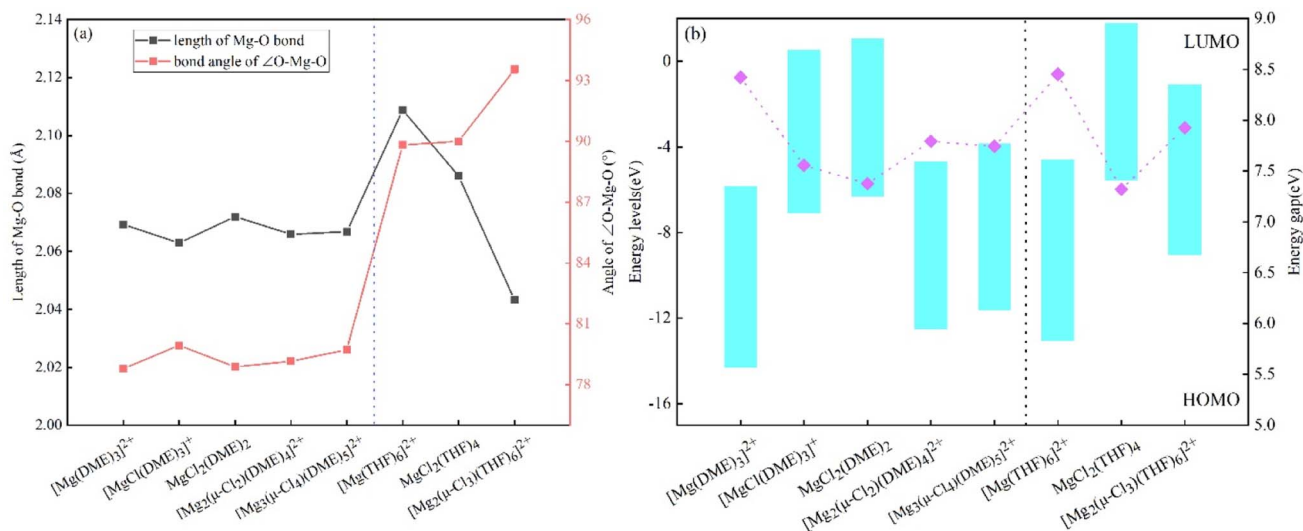 (a)
length of Mg-O bond
bond angle of ∠O-Mg-O
Length of Mg-O bond (Å)
2.14
2.12
2.10
2.08
2.06
2.04
2.02
2.00
96
93
90
87
84
81
78
Angle of ∠O-Mg-O (°)
[Mg(DME)₃]²⁺
[MgCl(DME)₃]⁺
MgCl₂(DME)₂
[Mg₂(μ-Cl₂)(DME)₄]²⁺
[Mg₃(μ-Cl₄)(DME)₅]²⁺
[Mg(THF)₆]²⁺
MgCl₂(THF)₄
[Mg₂(μ-Cl₃)(THF)₆]²⁺
(b)
LUMO
HOMO
Energy levels(eV)
0
-4
-8
-12
-16
9.0
8.5
8.0
7.5
7.0
6.5
6.0
5.5
5.0
Energy gap(eV)
[Mg(DME)₃]²⁺
[MgCl(DME)₃]⁺
MgCl₂(DME)₂
[Mg₂(μ-Cl₂)(DME)₄]²⁺
[Mg₃(μ-Cl₄)(DME)₅]²⁺
[Mg(THF)₆]²⁺
MgCl₂(THF)₄
[Mg₂(μ-Cl₃)(THF)₆]²⁺